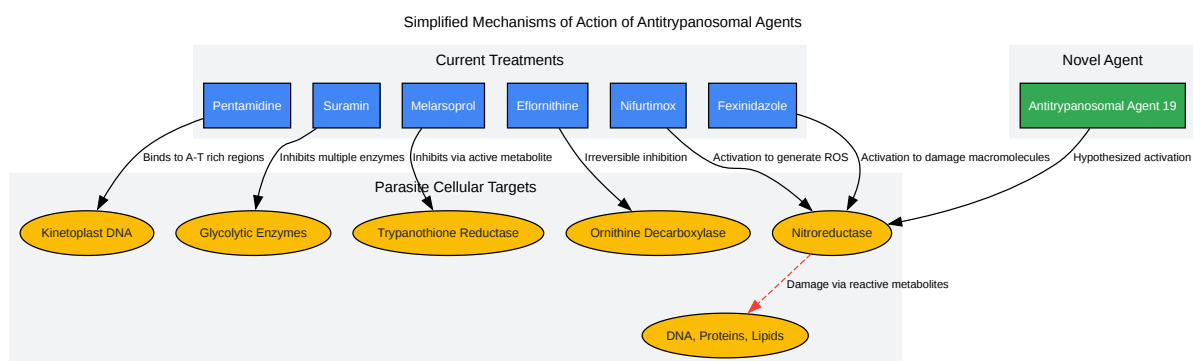 Simplified Mechanisms of Action of Antitrypanosomal Agents
Current Treatments
Novel Agent
Pentamidine
Suramin
Melarsoprol
Eflornithine
Nifurtimox
Fexinidazole
Antitrypanosomal Agent 19
Binds to A-T rich regions
Inhibits multiple enzymes
Inhibits via active metabolite
Irreversible inhibition
Activation to generate ROS
Activation to damage macromolecules
Hypothesized activation
Parasite Cellular Targets
Kinetoplast DNA
Glycolytic Enzymes
Trypanothione Reductase
Ornithine Decarboxylase
Nitroreductase
Damage via reactive metabolites
DNA, Proteins, Lipids